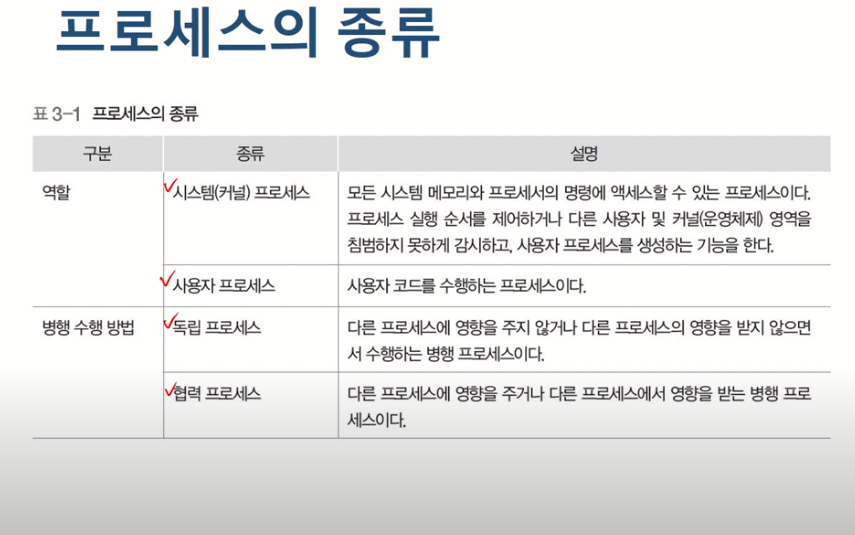 프로세스의 종류
표 3-1 프로세스의 종류
구분 종류 설명
역할 시스템(커널) 프로세스 모든 시스템 메모리와 프로세서의 명령에 액세스할 수 있는 프로세스이다.
프로세스 실행 순서를 제어하거나 다른 사용자 및 커널(운영체제) 영역을
침범하지 못하게 감시하고, 사용자 프로세스를 생성하는 기능을 한다.
사용자 프로세스 사용자 코드를 수행하는 프로세스이다.
병행 수행 방법 독립 프로세스 다른 프로세스에 영향을 주지 않거나 다른 프로세스의 영향을 받지 않으면
서 수행하는 병행 프로세스이다.
협력 프로세스 다른 프로세스에 영향을 주거나 다른 프로세스에서 영향을 받는 병행 프로
세스이다.